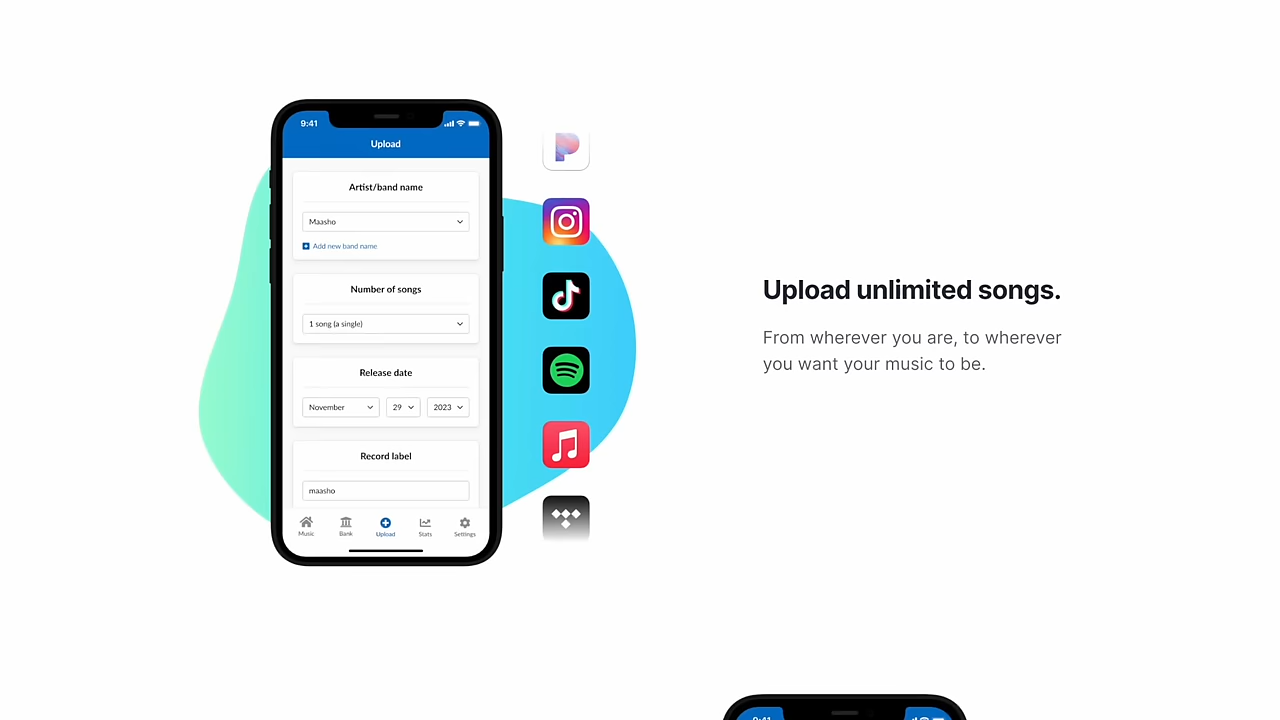 9:41
Upload
Artist/band name
Maasho
Add new band name
Number of songs
1 song (a single)
Release date
November 29 2023
Record label
maasho
Music Bank Upload Stats Settings
Upload unlimited songs.
From wherever you are, to wherever
you want your music to be.
9:41